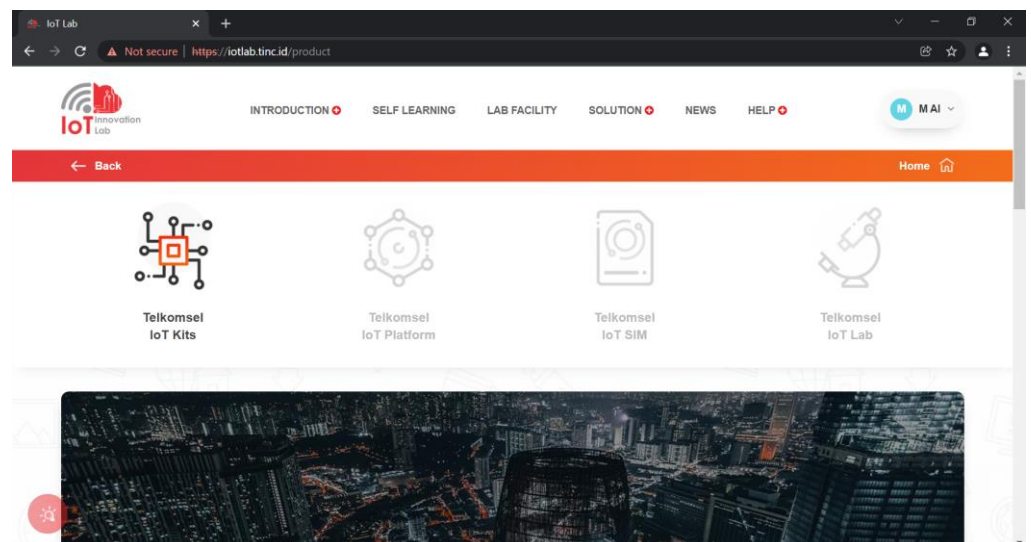 IoT Lab
Not secure | https://iotlab.tinc.id/product
IoT Innovation Lab
INTRODUCTION SELF LEARNING LAB FACILITY SOLUTION NEWS HELP
M M AI
Back
Home
Telkomsel
IoT Kits
Telkomsel
IoT Platform
Telkomsel
IoT SIM
Telkomsel
IoT Lab